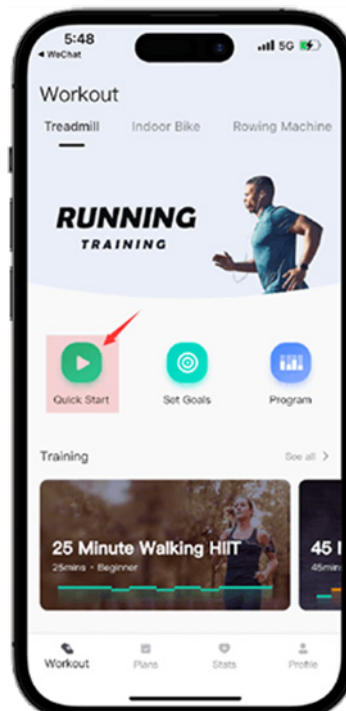 5:48
WeChat
5G
Workout
Treadmill Indoor Bike Rowing Machine
RUNNING
TRAINING
Quick Start Set Goals Program
Training See all >
25 Minute Walking HIIT
25mins • Beginner
45
45mins
Workout Plans Stats Profile